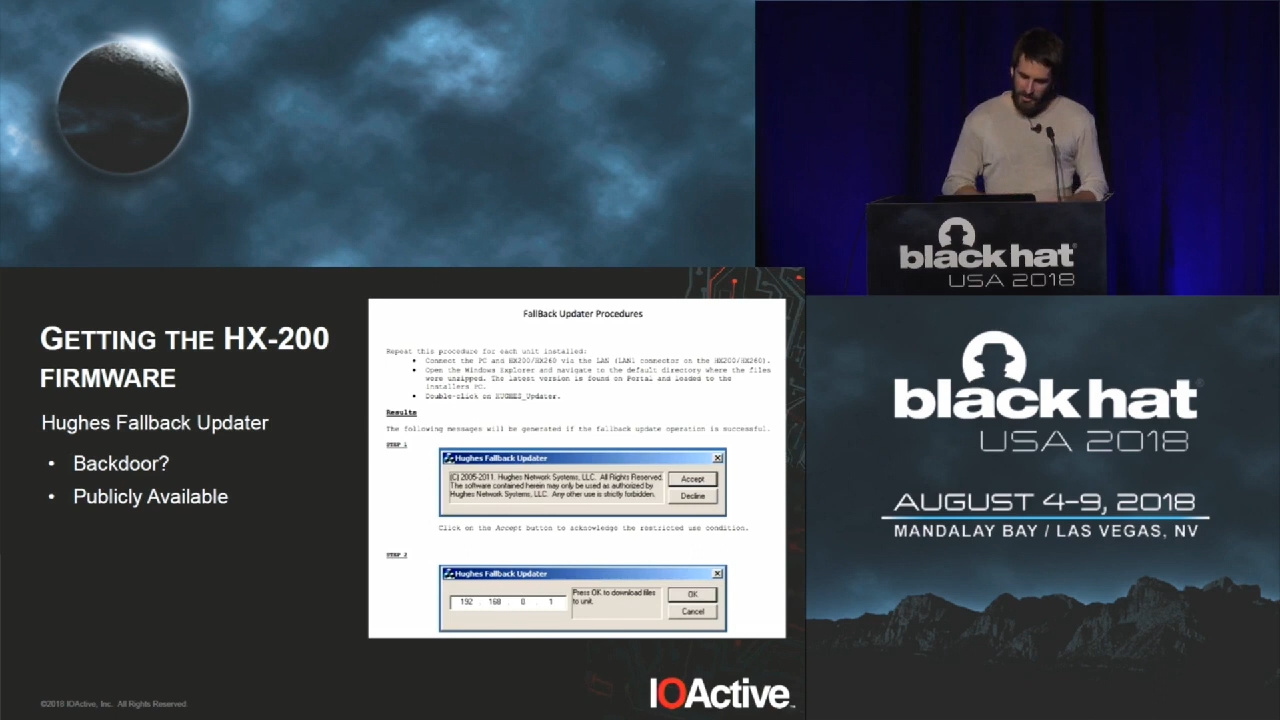 black hat
USA 2018
GETTING THE HX-200
FIRMWARE
Hughes Fallback Updater
• Backdoor?
• Publicly Available
FallBack Updater Procedures
Repeat this procedure for each unit installed:
• Connect the PC and HX200/HX260 via the LAN (LAN1 connector on the HX200/HX260).
• Open the Windows Explorer and navigate to the default directory where the files
were unzipped. The latest version is found on Portal and loaded to the
installers PC.
• Double-click on HUGHES_Updater.
Results
The following messages will be generated if the fallback update operation is successful.
STEP 1
Hughes Fallback Updater
(C) 2005-2011. Hughes Network Systems, LLC. All Rights Reserved.
The software contained herein may only be used as authorized by
Hughes Network Systems, LLC. Any other use is strictly forbidden.
Accept
Decline
Click on the Accept button to acknowledge the restricted use condition.
STEP 2
Hughes Fallback Updater
192 . 168 . 0 . 1
Press OK to download files
to unit.
OK
Cancel
©2018 IOActive, Inc. All Rights Reserved
IOActive™
black hat®
USA 2018
AUGUST 4–9, 2018
MANDALAY BAY / LAS VEGAS, NV